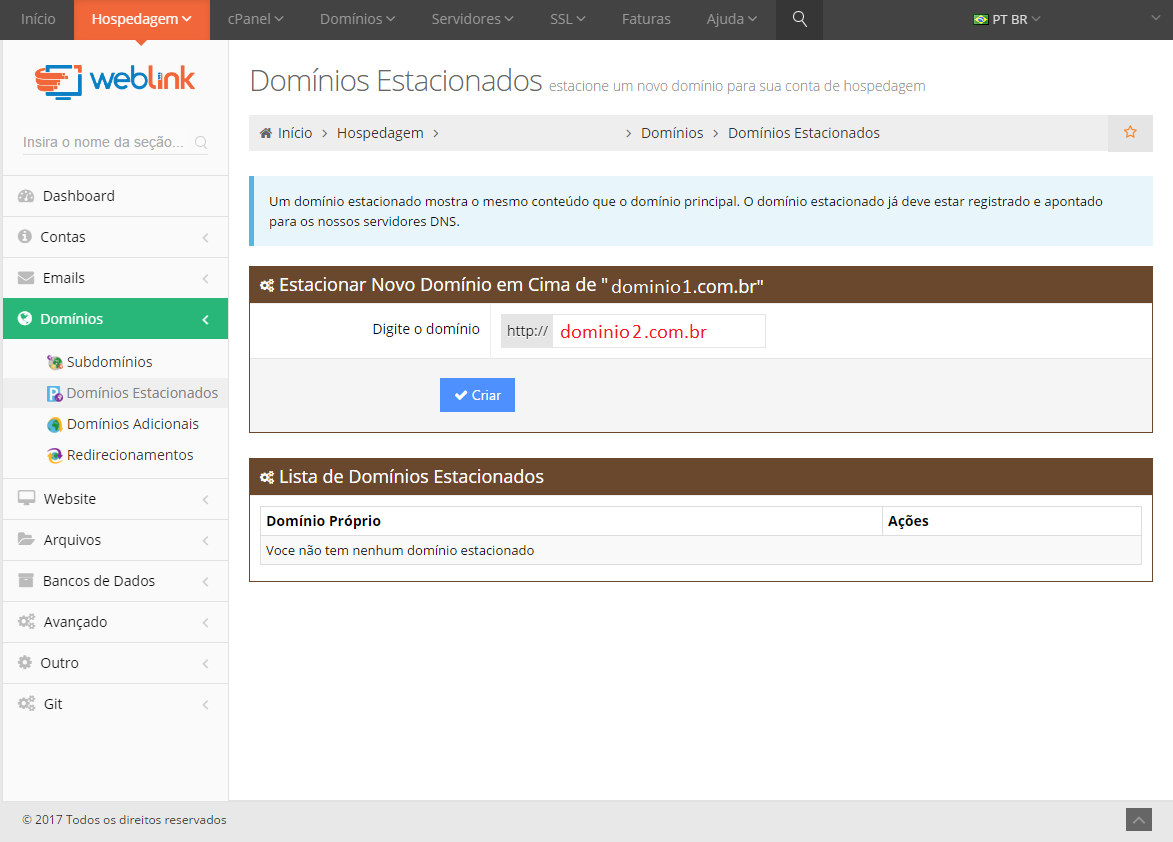 Início Hospedagem cPanel Domínios Servidores SSL Faturas Ajuda PT BR
weblink
Insira o nome da seção...
Dashboard
Contas
Emails
Domínios
Subdomínios
Domínios Estacionados
Domínios Adicionais
Redirecionamentos
Website
Arquivos
Bancos de Dados
Avançado
Outro
Git
Domínios Estacionados estacione um novo domínio para sua conta de hospedagem
Início > Hospedagem > > Domínios > Domínios Estacionados
Um domínio estacionado mostra o mesmo conteúdo que o domínio principal. O domínio estacionado já deve estar registrado e apontado
para os nossos servidores DNS.
Estacionar Novo Domínio em Cima de "dominio1.com.br"
Digite o domínio http:// dominio2.com.br
Criar
Lista de Domínios Estacionados
Domínio Próprio Ações
Voce não tem nenhum domínio estacionado
© 2017 Todos os direitos reservados